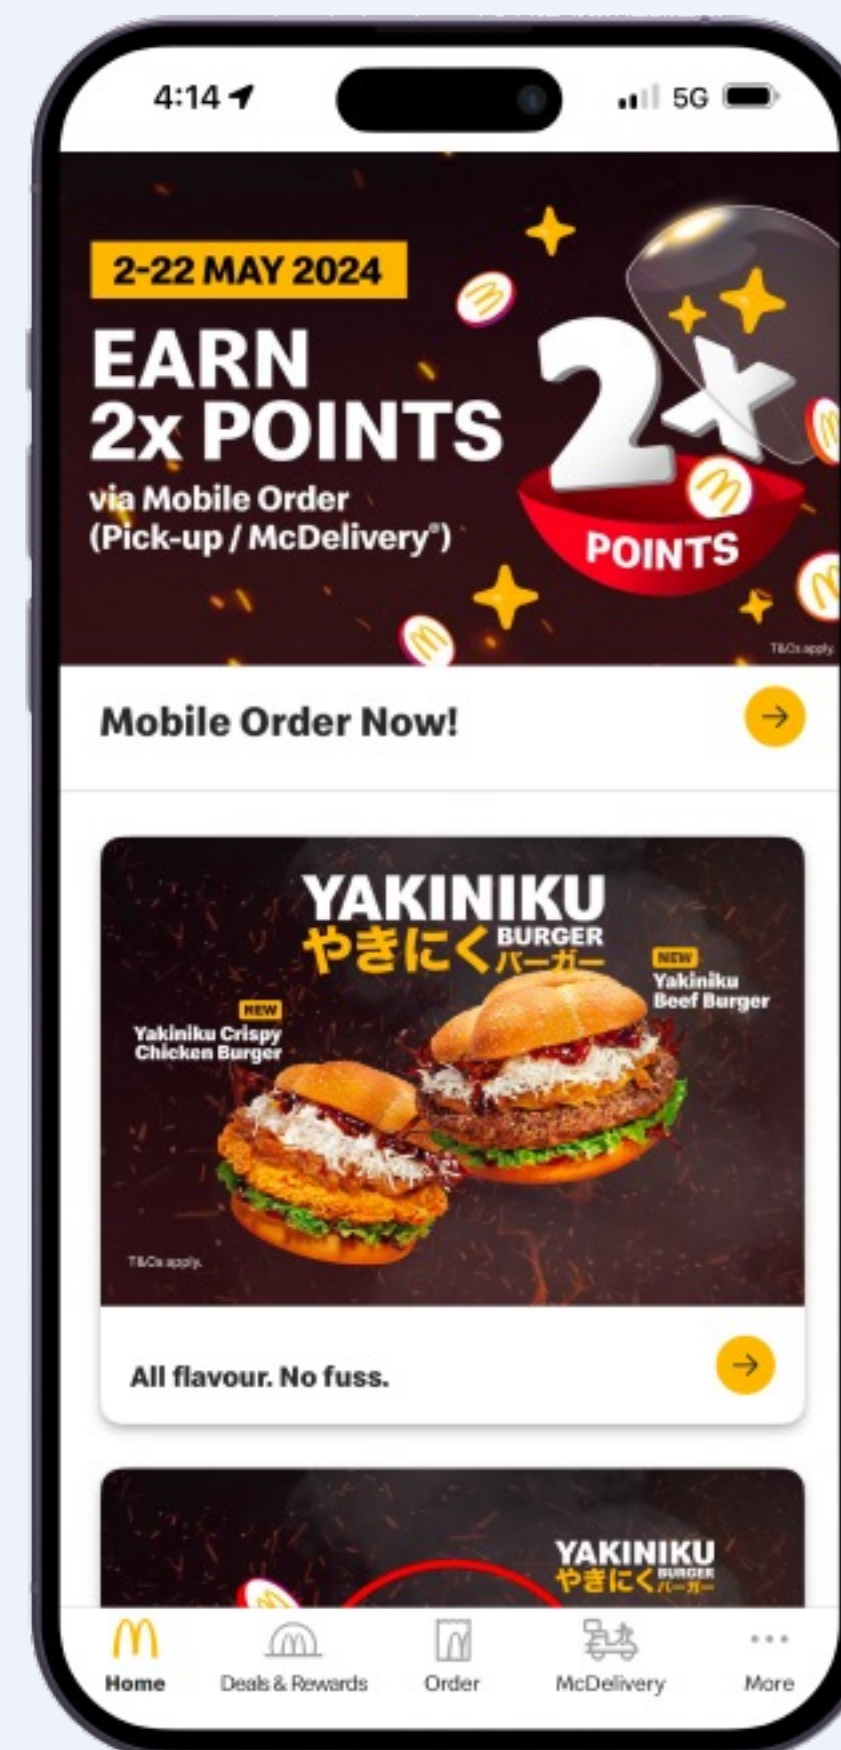 4:14
5G
2-22 MAY 2024
EARN
2x POINTS
via Mobile Order
(Pick-up / McDelivery®)
2x
POINTS
T&Cs apply.
Mobile Order Now!
YAKINIKU
やきにく BURGER
バーガー
NEW
Yakiniku
Beef Burger
NEW
Yakiniku Crispy
Chicken Burger
T&Cs apply.
All flavour. No fuss.
YAKINIKU
やきにく BURGER
バーガー
Home
Deals & Rewards
Order
McDelivery
More